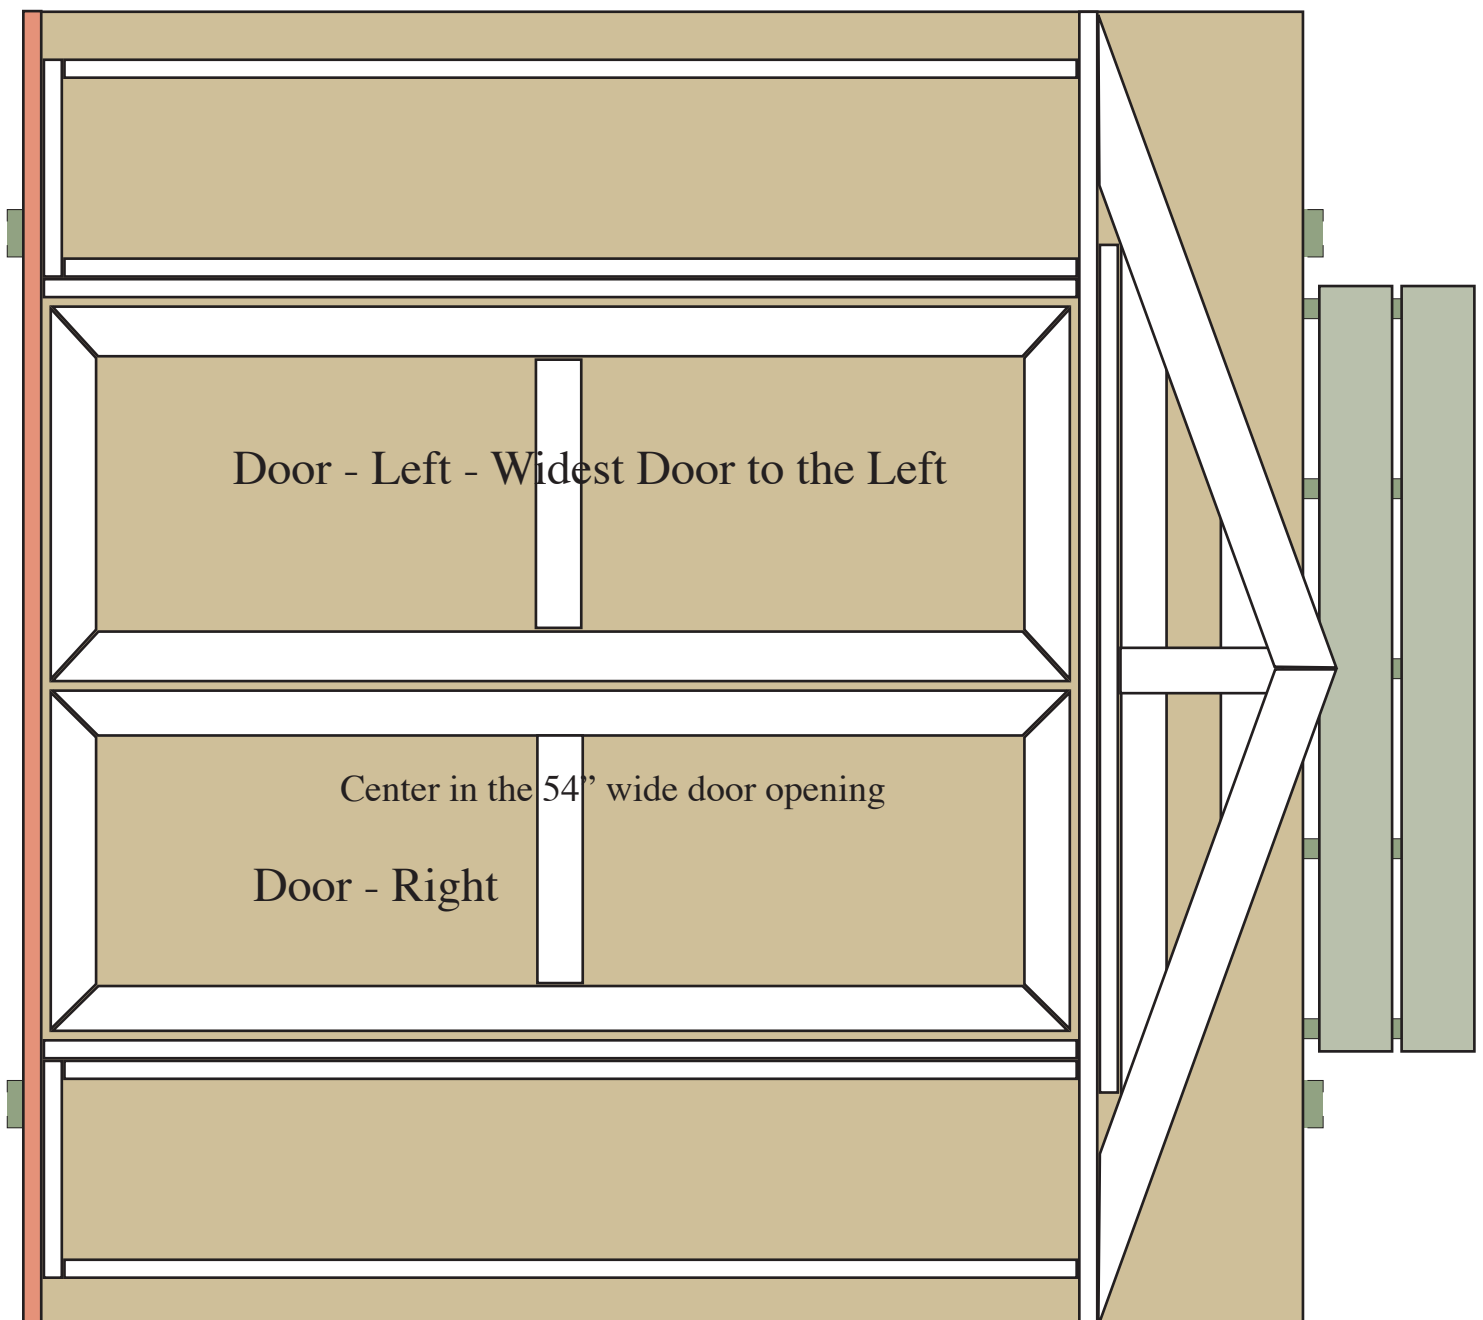 Door - Left - Widest Door to the Left
Center in the 54” wide door opening
Door - Right